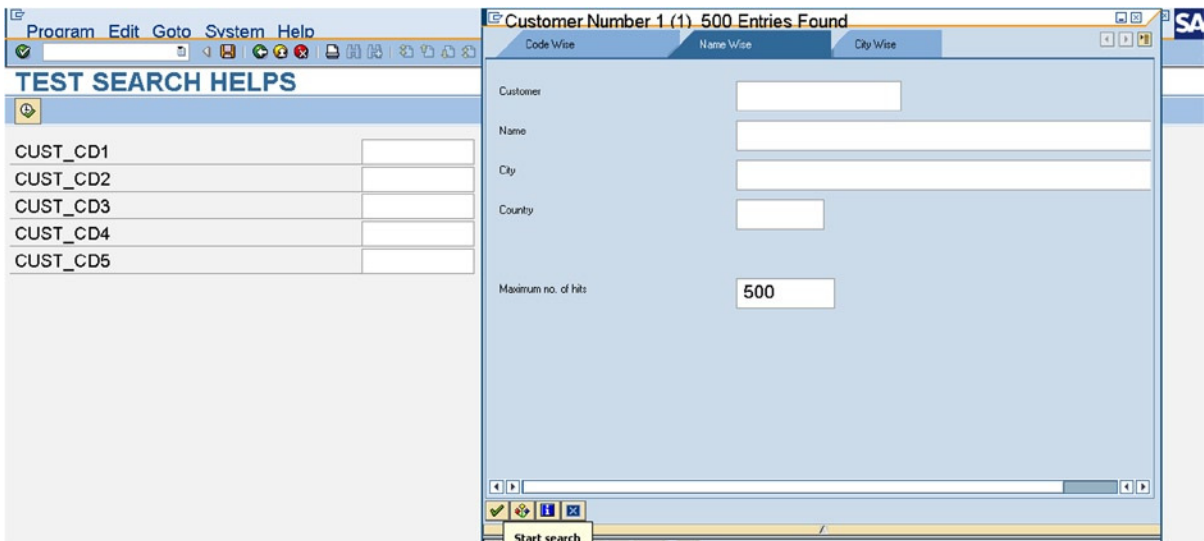 Program Edit Goto System Help
TEST SEARCH HELPS
CUST_CD1
CUST_CD2
CUST_CD3
CUST_CD4
CUST_CD5
Customer Number 1 (1) 500 Entries Found
Code Wise Name Wise City Wise
Customer
Name
City
Country
Maximum no. of hits 500
Start search
SA